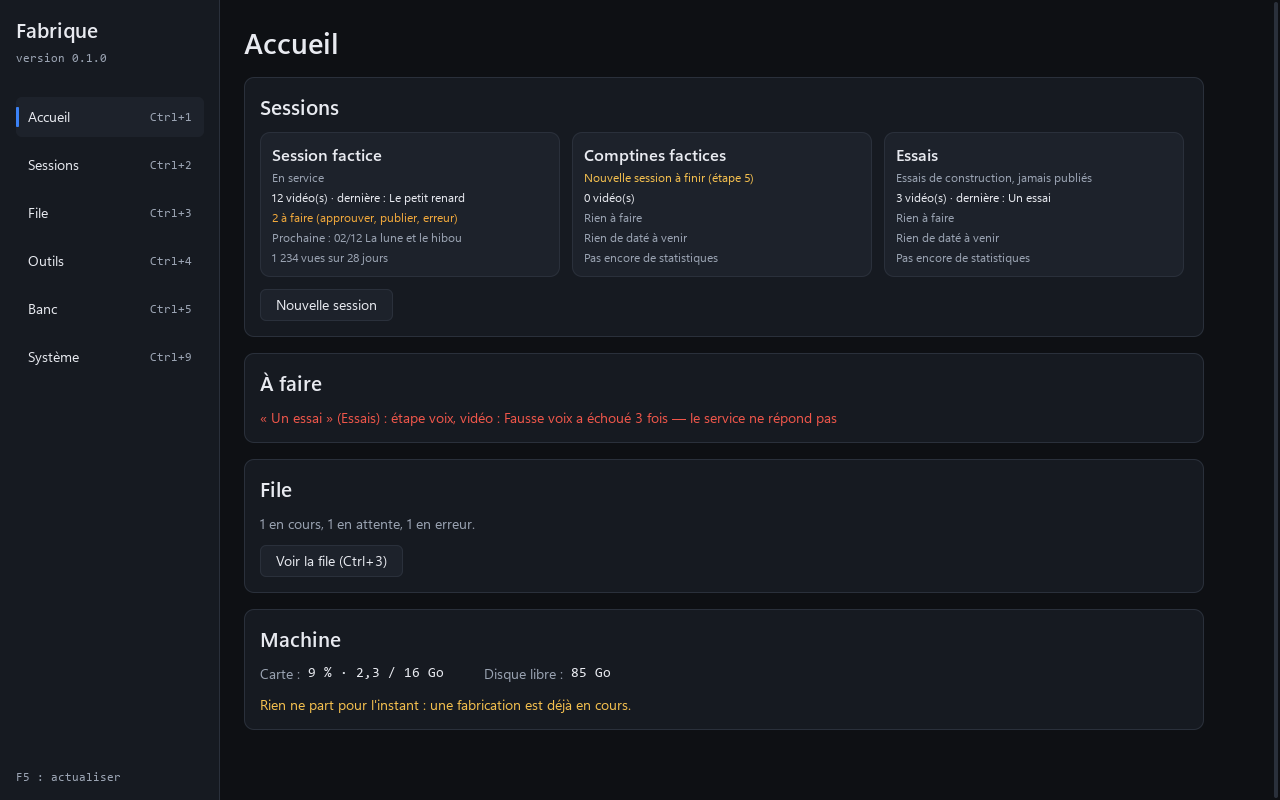 Fabrique
version 0.1.0
Accueil Ctrl+1
Sessions Ctrl+2
File Ctrl+3
Outils Ctrl+4
Banc Ctrl+5
Système Ctrl+9
F5 : actualiser
Accueil
Sessions
Session factice
En service
12 vidéo(s) · dernière : Le petit renard
2 à faire (approuver, publier, erreur)
Prochaine : 02/12 La lune et le hibou
1 234 vues sur 28 jours
Comptines factices
Nouvelle session à finir (étape 5)
0 vidéo(s)
Rien à faire
Rien de daté à venir
Pas encore de statistiques
Essais
Essais de construction, jamais publiés
3 vidéo(s) · dernière : Un essai
Rien à faire
Rien de daté à venir
Pas encore de statistiques
Nouvelle session
À faire
« Un essai » (Essais) : étape voix, vidéo : Fausse voix a échoué 3 fois — le service ne répond pas
File
1 en cours, 1 en attente, 1 en erreur.
Voir la file (Ctrl+3)
Machine
Carte : 9 % · 2,3 / 16 Go Disque libre : 85 Go
Rien ne part pour l'instant : une fabrication est déjà en cours.